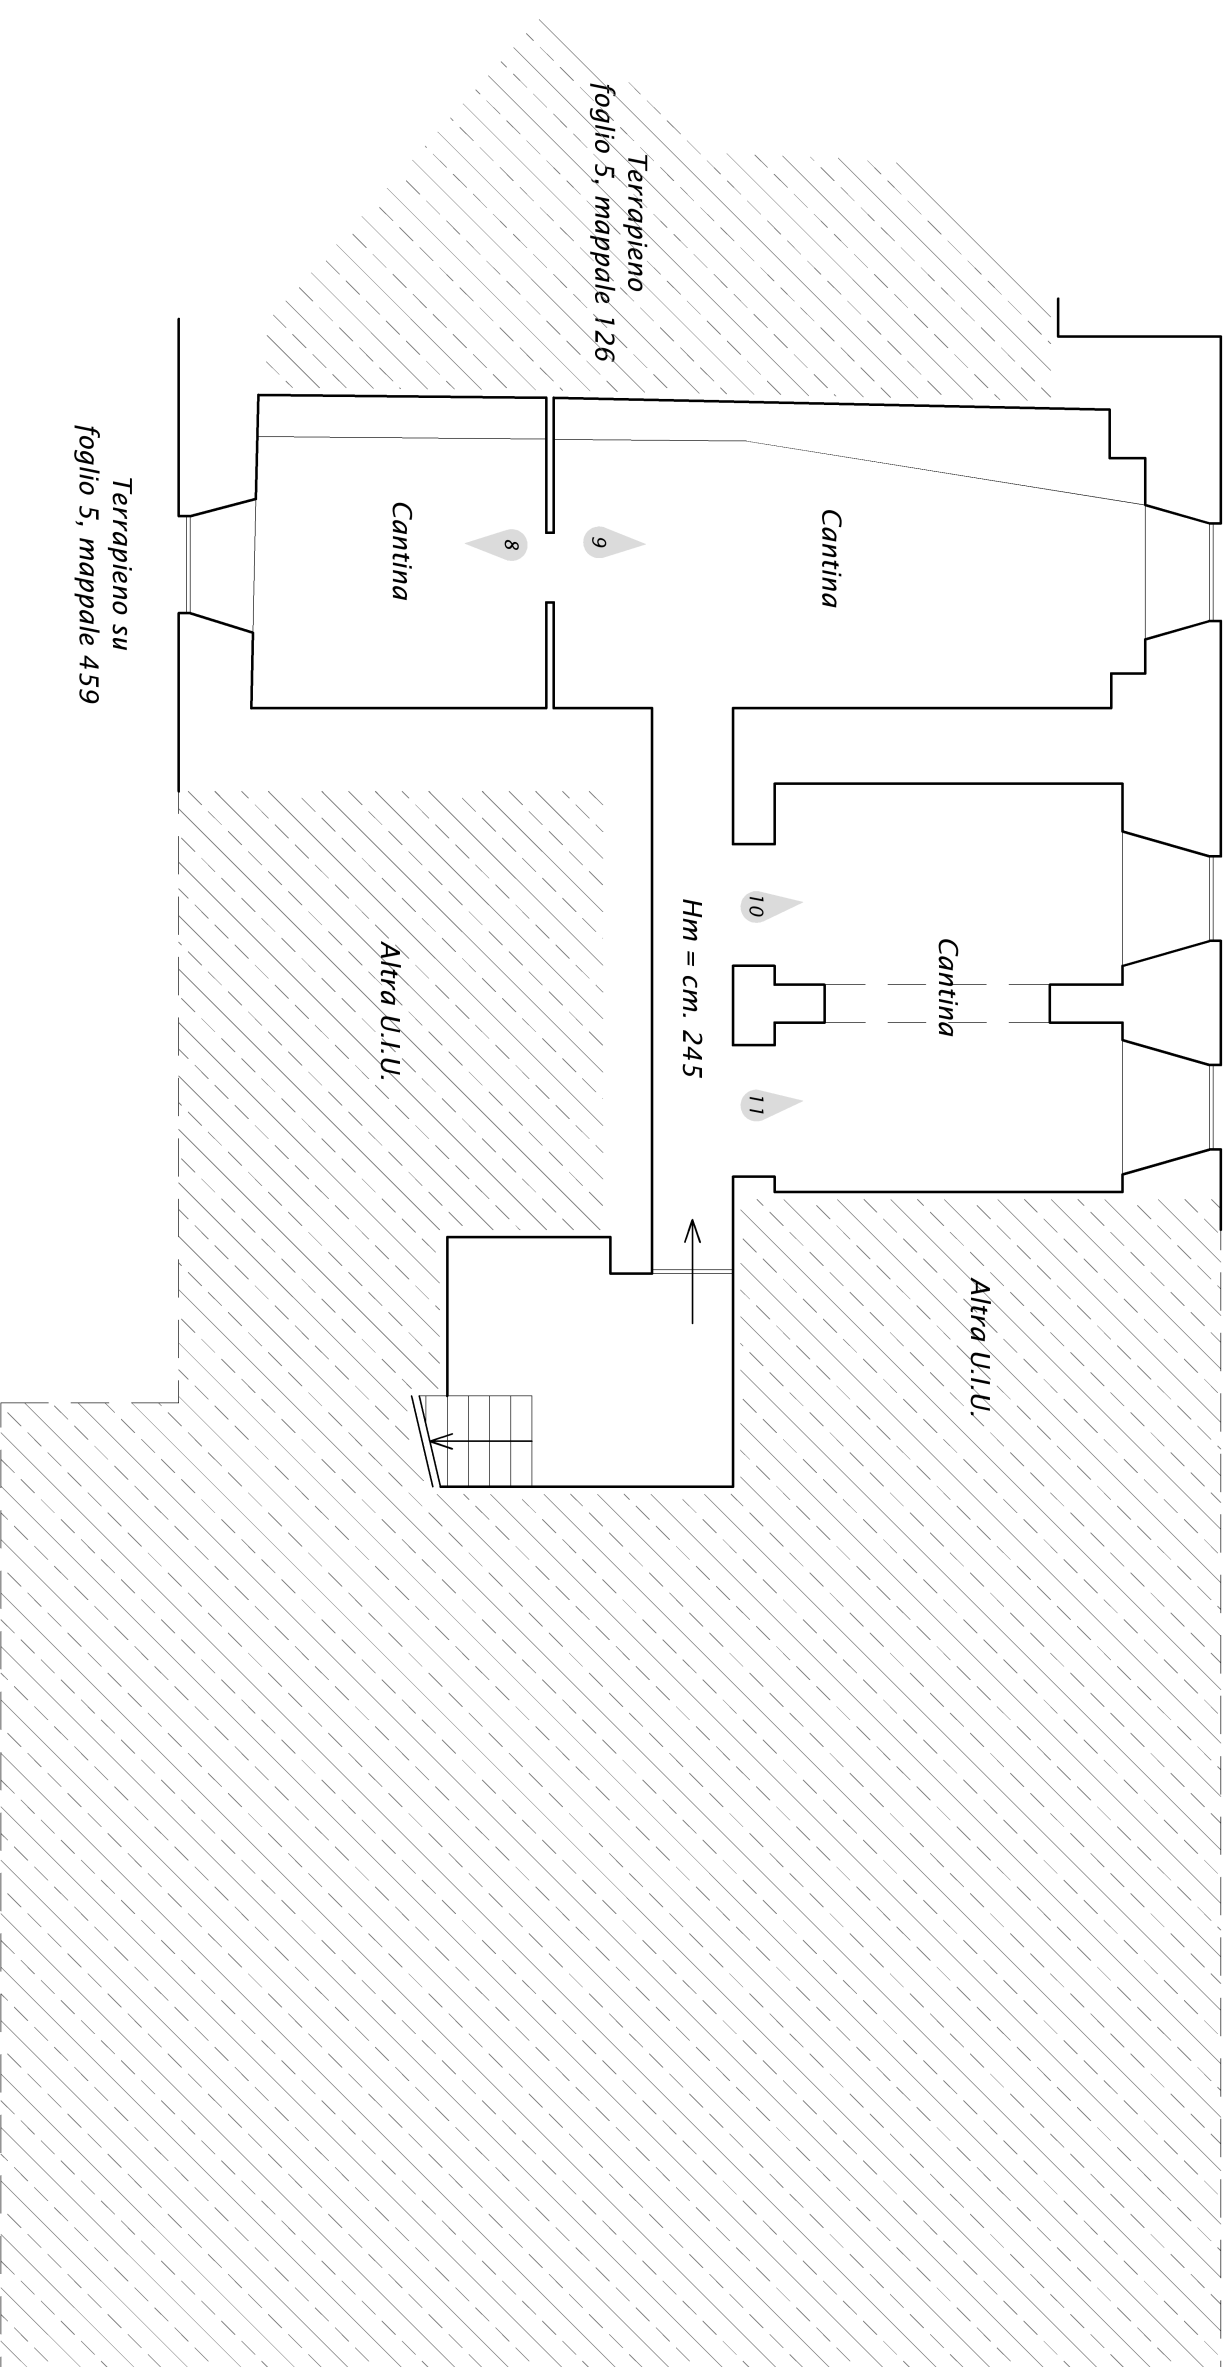 Altra U.I.U.
Cantina
Cantina
10
11
Hm = cm. 245
Terrapieno
foglio 5, mappale 126
9
8
Cantina
Altra U.I.U.
Terrapieno su
foglio 5, mappale 459